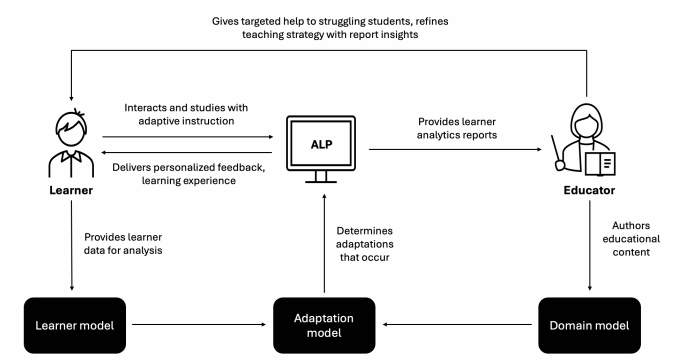 Gives targeted help to struggling students, refines
teaching strategy with report insights
Interacts and studies with
adaptive instruction
ALP
Provides learner
analytics reports
Delivers personalized feedback,
learning experience
Learner
Educator
Provides learner
data for analysis
Determines
adaptations
that occur
Authors
educational
content
Learner model
Adaptation
model
Domain model